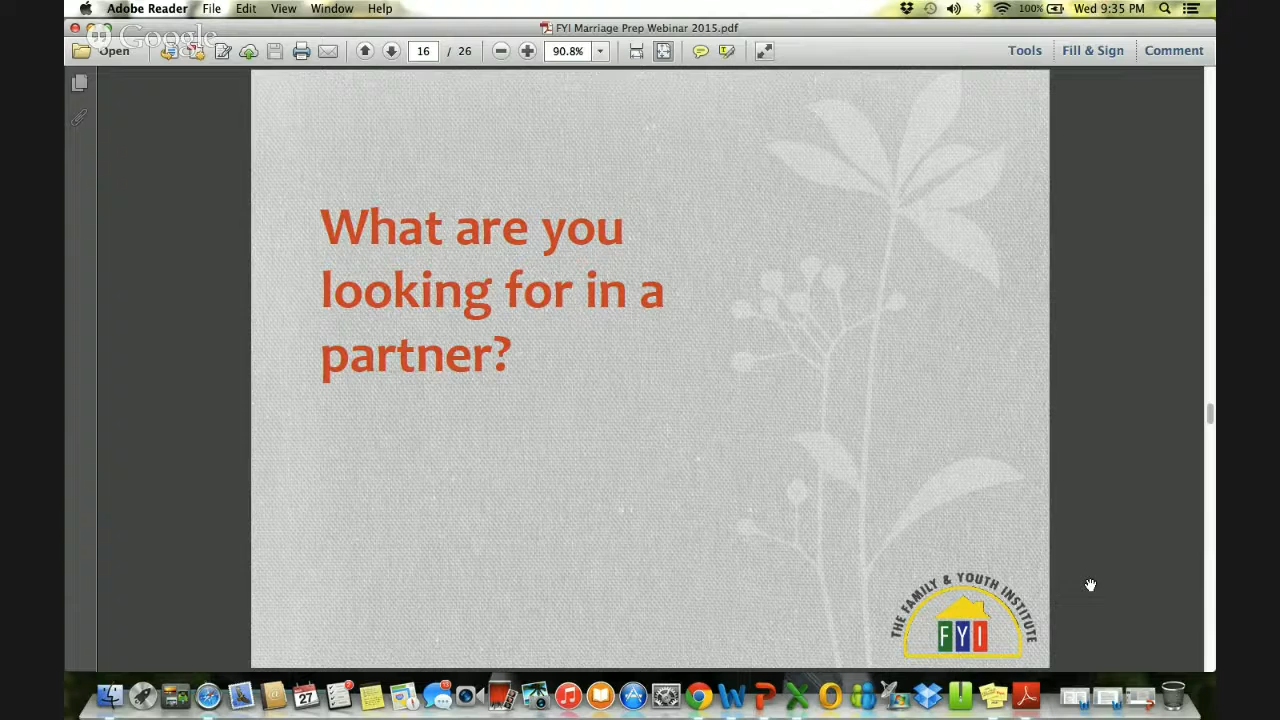 Adobe Reader File Edit View Window Help 100% Wed 9:35 PM
FYI Marriage Prep Webinar 2015.pdf
Google
Open 16 / 26 90.8% Tools Fill & Sign Comment
What are you
looking for in a
partner?
THE FAMILY & YOUTH INSTITUTE
FYI
27